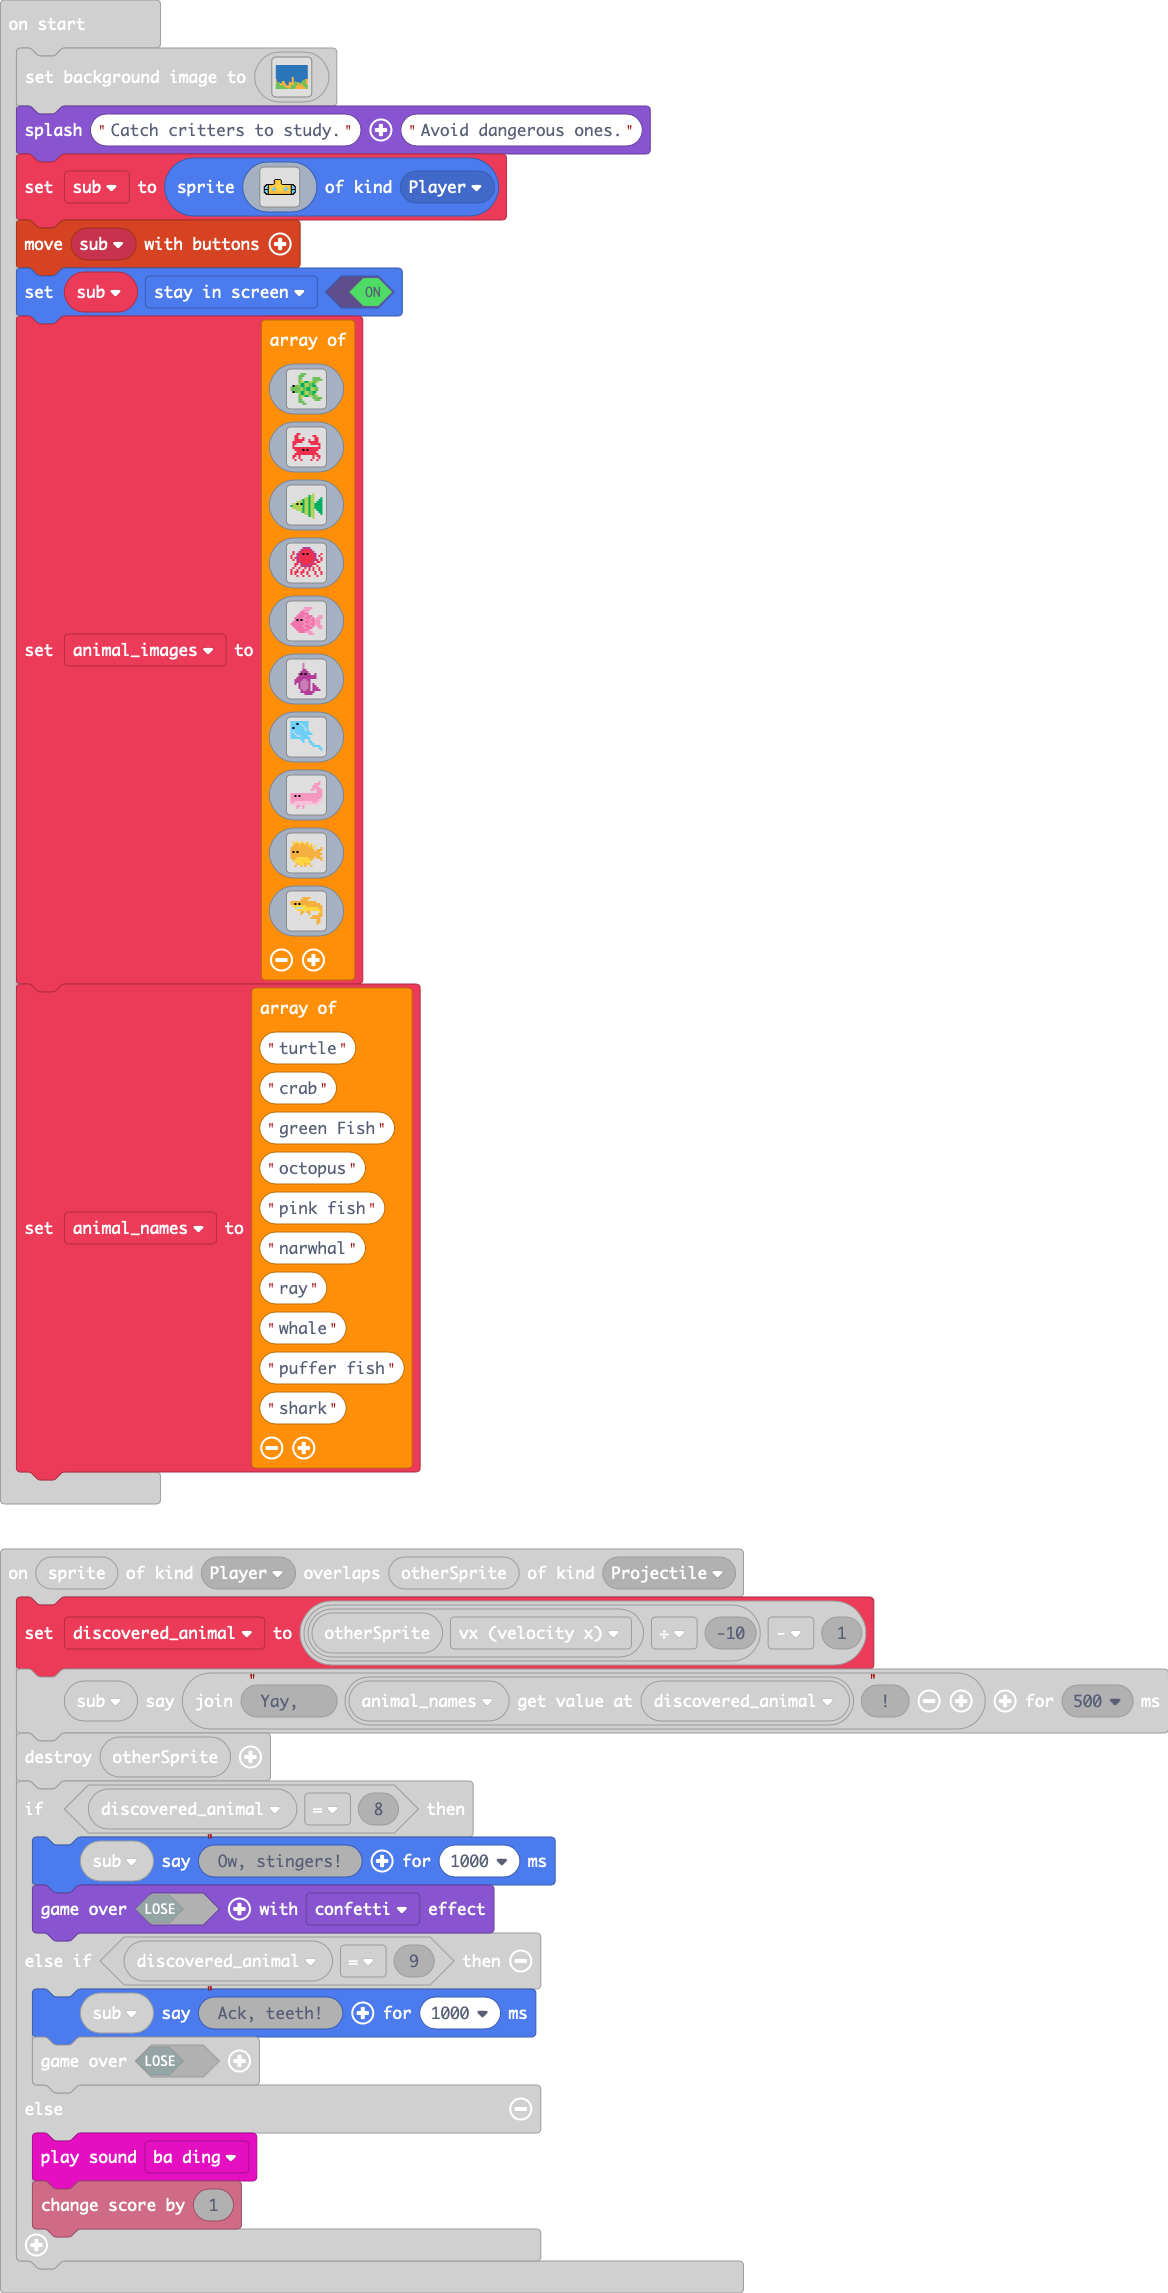 on start
set background image to
splash "Catch critters to study." "Avoid dangerous ones."
set sub to sprite of kind Player
move sub with buttons
set sub stay in screen ON
array of
set animal_images to
array of
"turtle"
"crab"
"green Fish"
"octopus"
"pink fish"
set animal_names to
"narwhal"
"ray"
"whale"
"puffer fish"
"shark"
on sprite of kind Player overlaps otherSprite of kind Projectile
set discovered_animal to otherSprite vx (velocity x) ÷ -10 - 1
sub say join "Yay, animal_names get value at discovered_animal "! for 500 ms
destroy otherSprite
if discovered_animal = 8 then
sub say "Ow, stingers! for 1000 ms
game over LOSE with confetti effect
else if discovered_animal = 9 then
sub say "Ack, teeth! for 1000 ms
game over LOSE
else
play sound ba ding
change score by 1